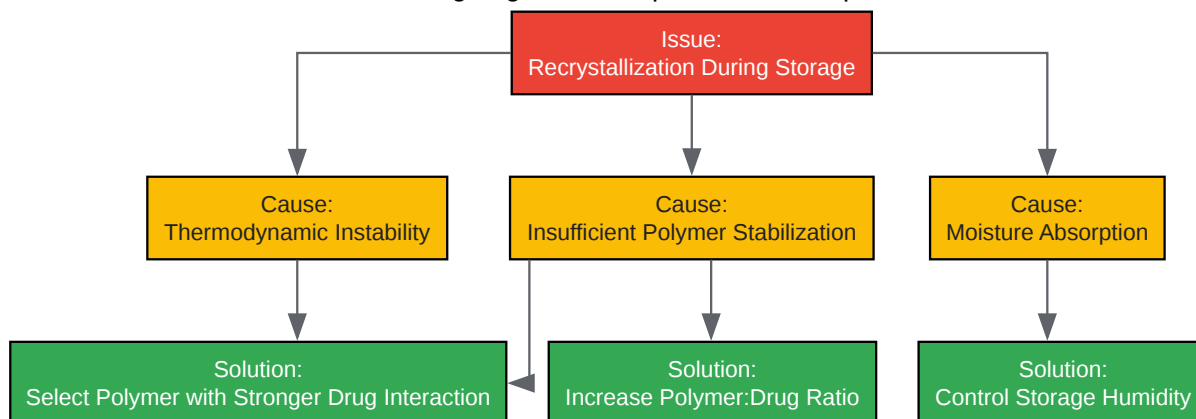 Issue:
Recrystallization During Storage
Cause:
Thermodynamic Instability
Cause:
Insufficient Polymer Stabilization
Cause:
Moisture Absorption
Solution:
Select Polymer with Stronger Drug Interaction
Solution:
Increase Polymer:Drug Ratio
Solution:
Control Storage Humidity